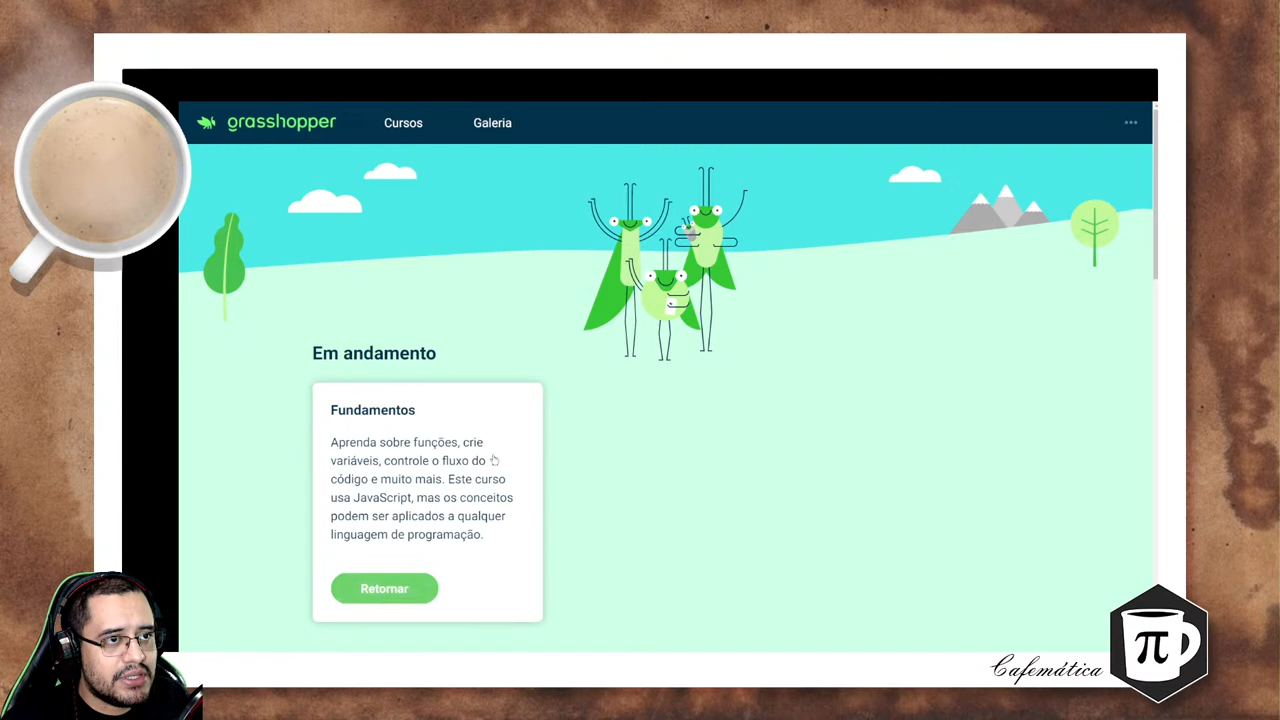 grasshopper Cursos Galeria
Em andamento
Fundamentos
Aprenda sobre funções, crie
variáveis, controle o fluxo do
código e muito mais. Este curso
usa JavaScript, mas os conceitos
podem ser aplicados a qualquer
linguagem de programação.
Retornar
Cafemática
π